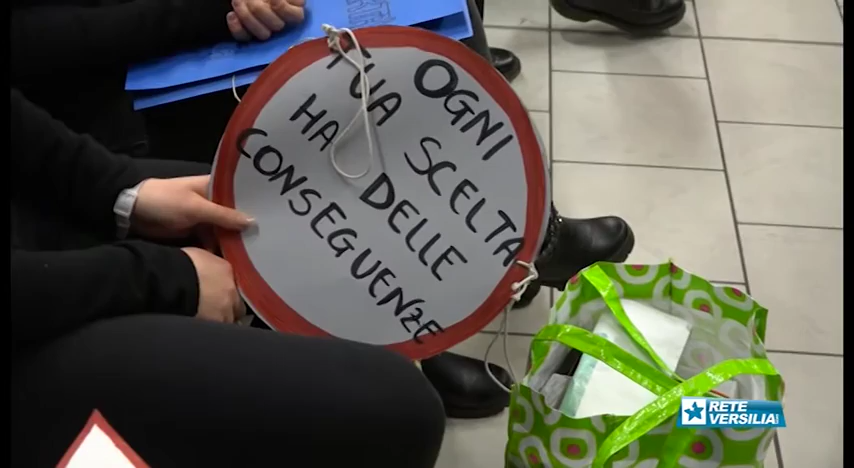 OGNI
TUA SCELTA
HA DELLE
CONSEGUENZE
RETE
VERSILIA